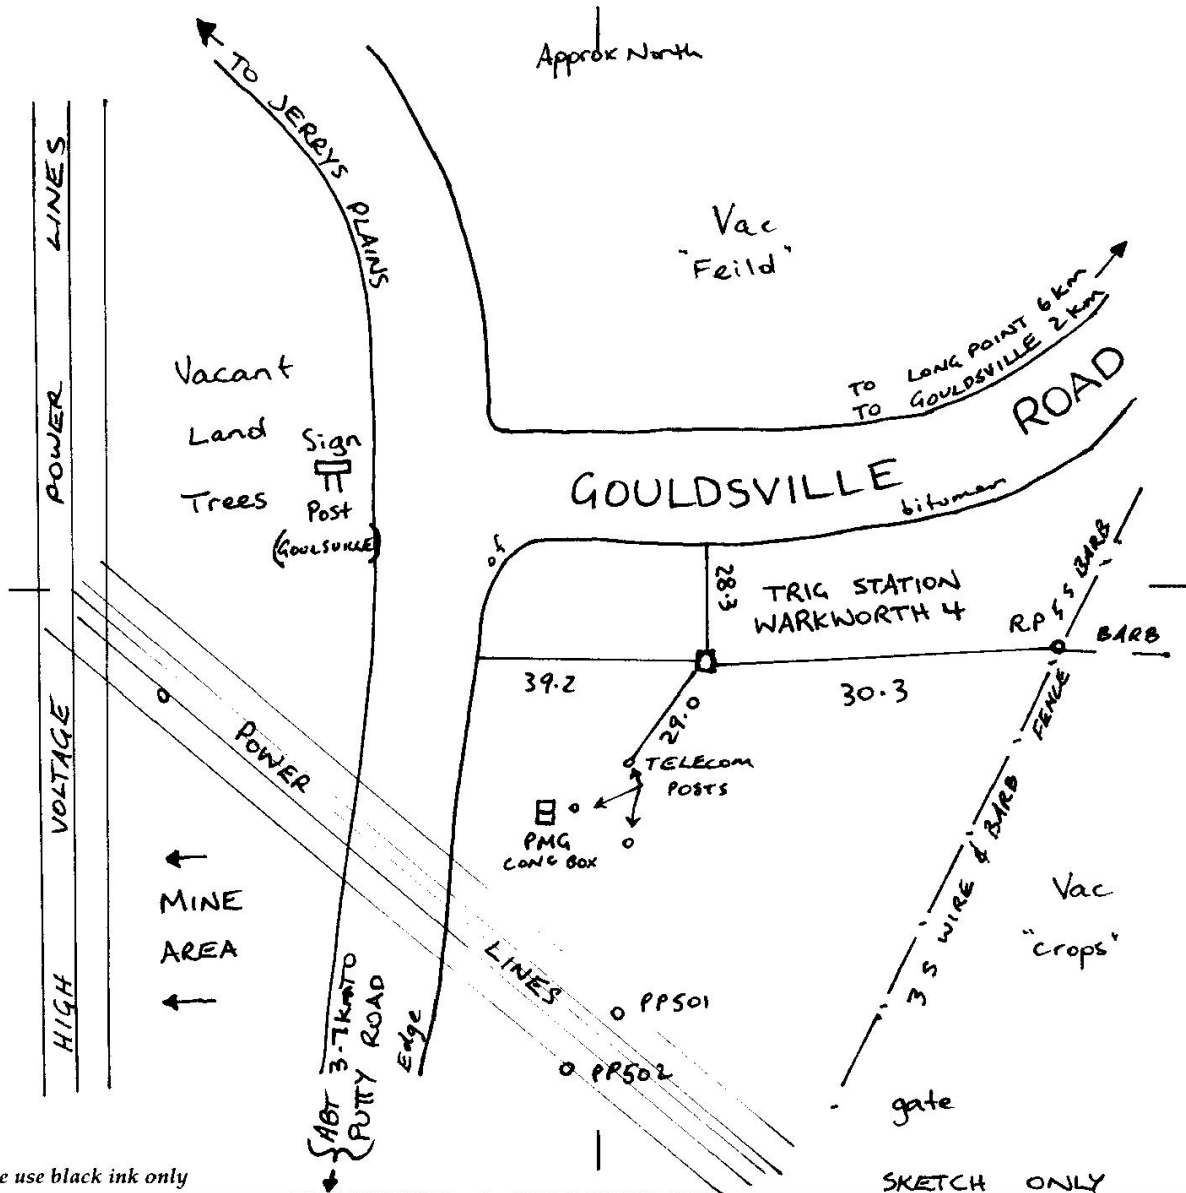 Approx North
TO JERRYS PLAINS
HIGH VOLTAGE POWER LINES
Vac
"Feild"
TO LONG POINT 6km
TO GOULDSVILLE 2km
Vacant
Land
Trees
Sign
Post
(GOULSVILLE)
GOULDSVILLE ROAD
bitumen
of
28.3
TRIG STATION
WARKWORTH 4
R.P
5 S BARB
BARB
39.2
30.3
29.0
TELECOM
POSTS
PMG
CONC BOX
POWER LINES
3 S WIRE & BARB FENCE
MINE
AREA
Vac
"crops"
PP501
PP502
Edge
{ABT 3.7km TO
PUTTY ROAD}
gate
e use black ink only
SKETCH ONLY